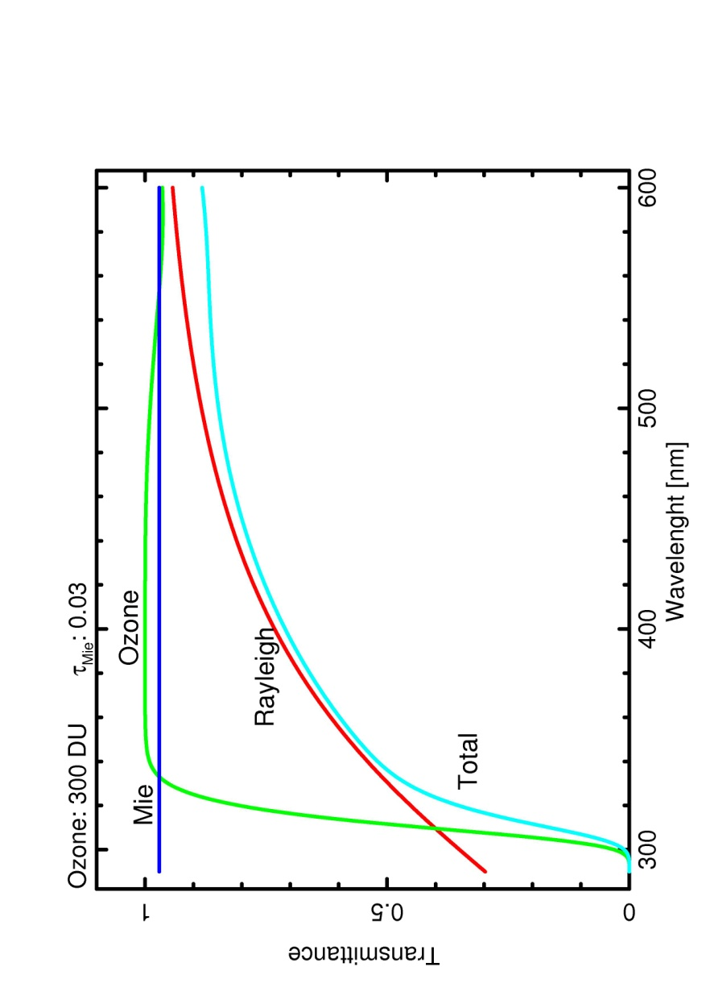 Ozone: 300 DU τMie: 0.03
Transmittance
1
0.5
0
Mie
Ozone
Rayleigh
Total
300
400
500
600
Wavelenght [nm]